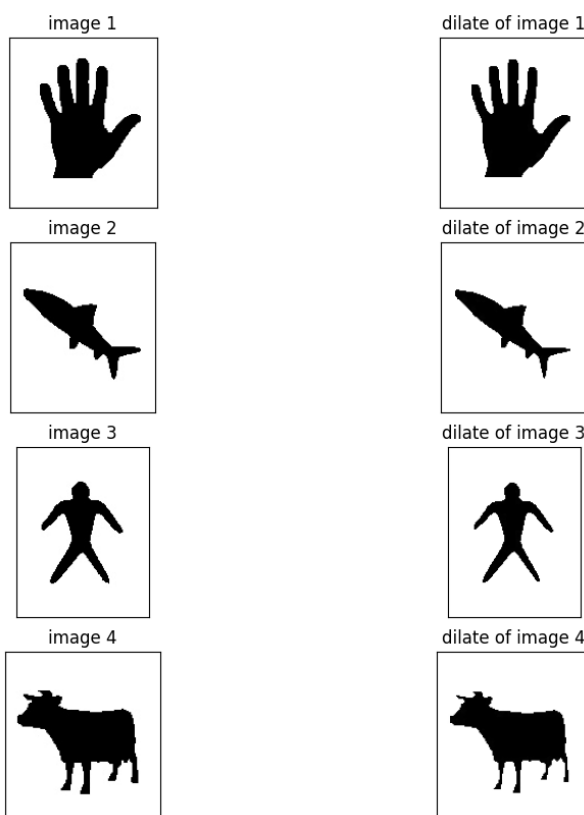 image 1
dilate of image 1
image 2
dilate of image 2
image 3
dilate of image 3
image 4
dilate of image 4